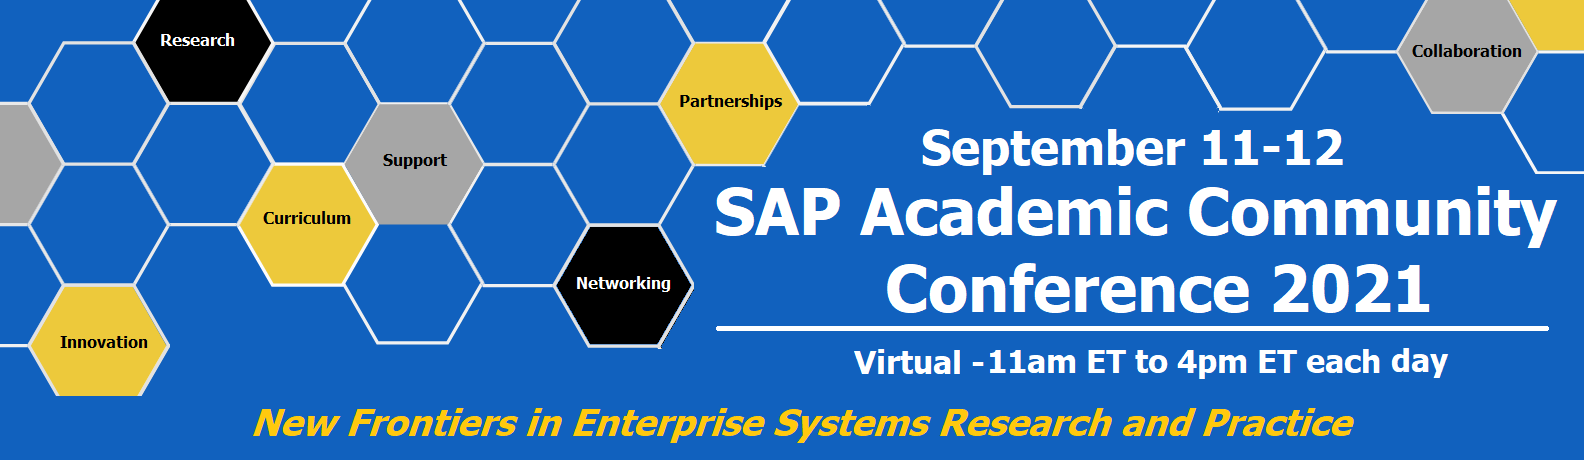 Research
Collaboration
Partnerships
Support
Curriculum
Networking
Innovation
September 11-12
SAP Academic Community
Conference 2021
Virtual -11am ET to 4pm ET each day
New Frontiers in Enterprise Systems Research and Practice